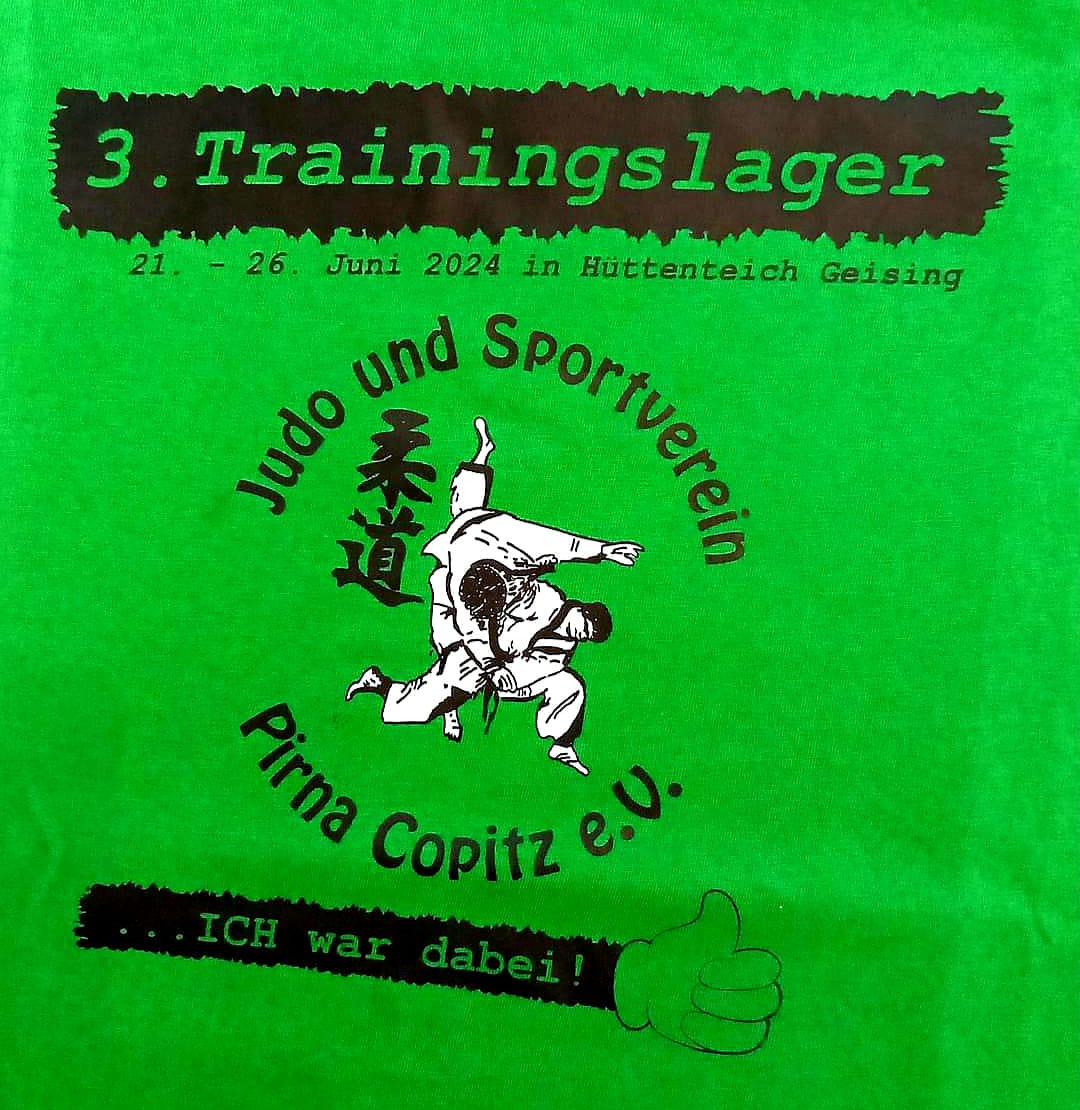 3.Trainingslager
21. - 26. Juni 2024 in Hüttenteich Geising
Judo und Sportverein
柔道
Pirna Copitz e.V.
...ICH war dabei!